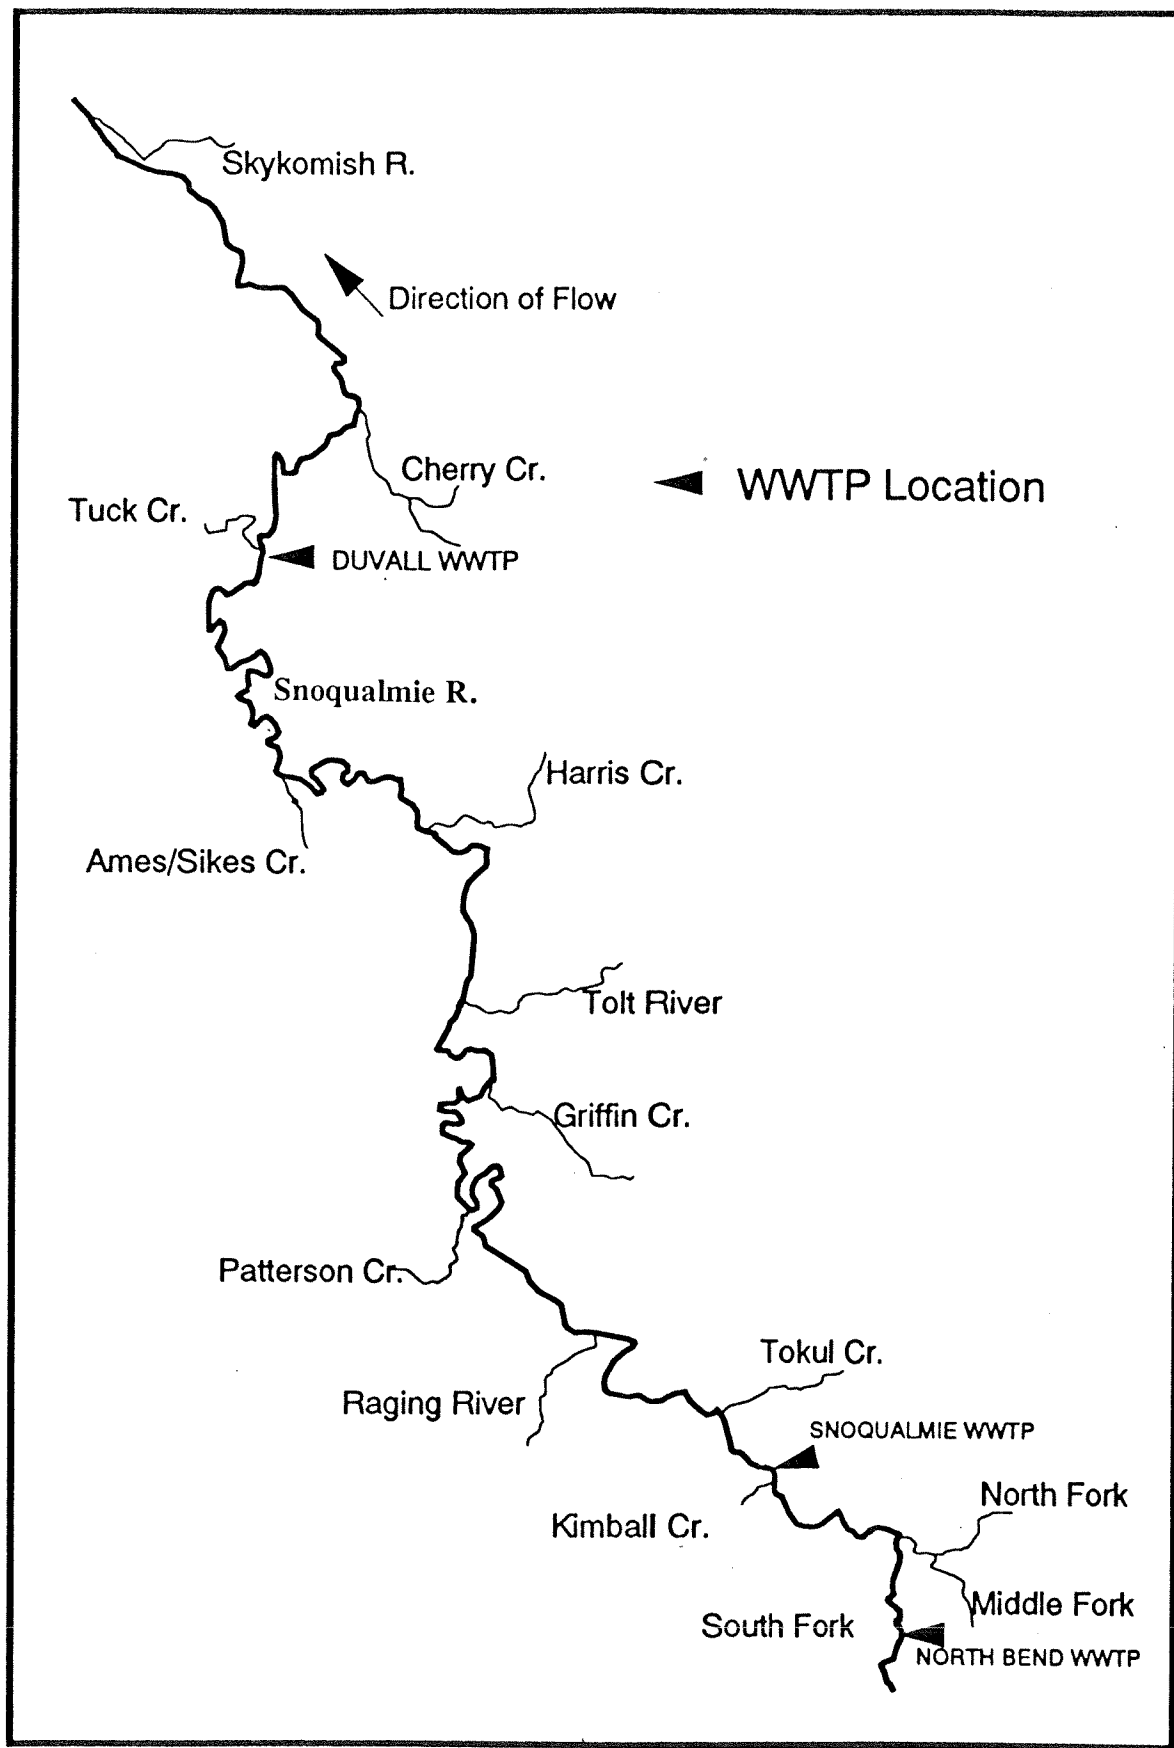 Skykomish R.
Direction of Flow
Cherry Cr.
WWTP Location
Tuck Cr.
DUVALL WWTP
Snoqualmie R.
Harris Cr.
Ames/Sikes Cr.
Tolt River
Griffin Cr.
Patterson Cr.
Tokul Cr.
Raging River
SNOQUALMIE WWTP
North Fork
Kimball Cr.
Middle Fork
South Fork
NORTH BEND WWTP